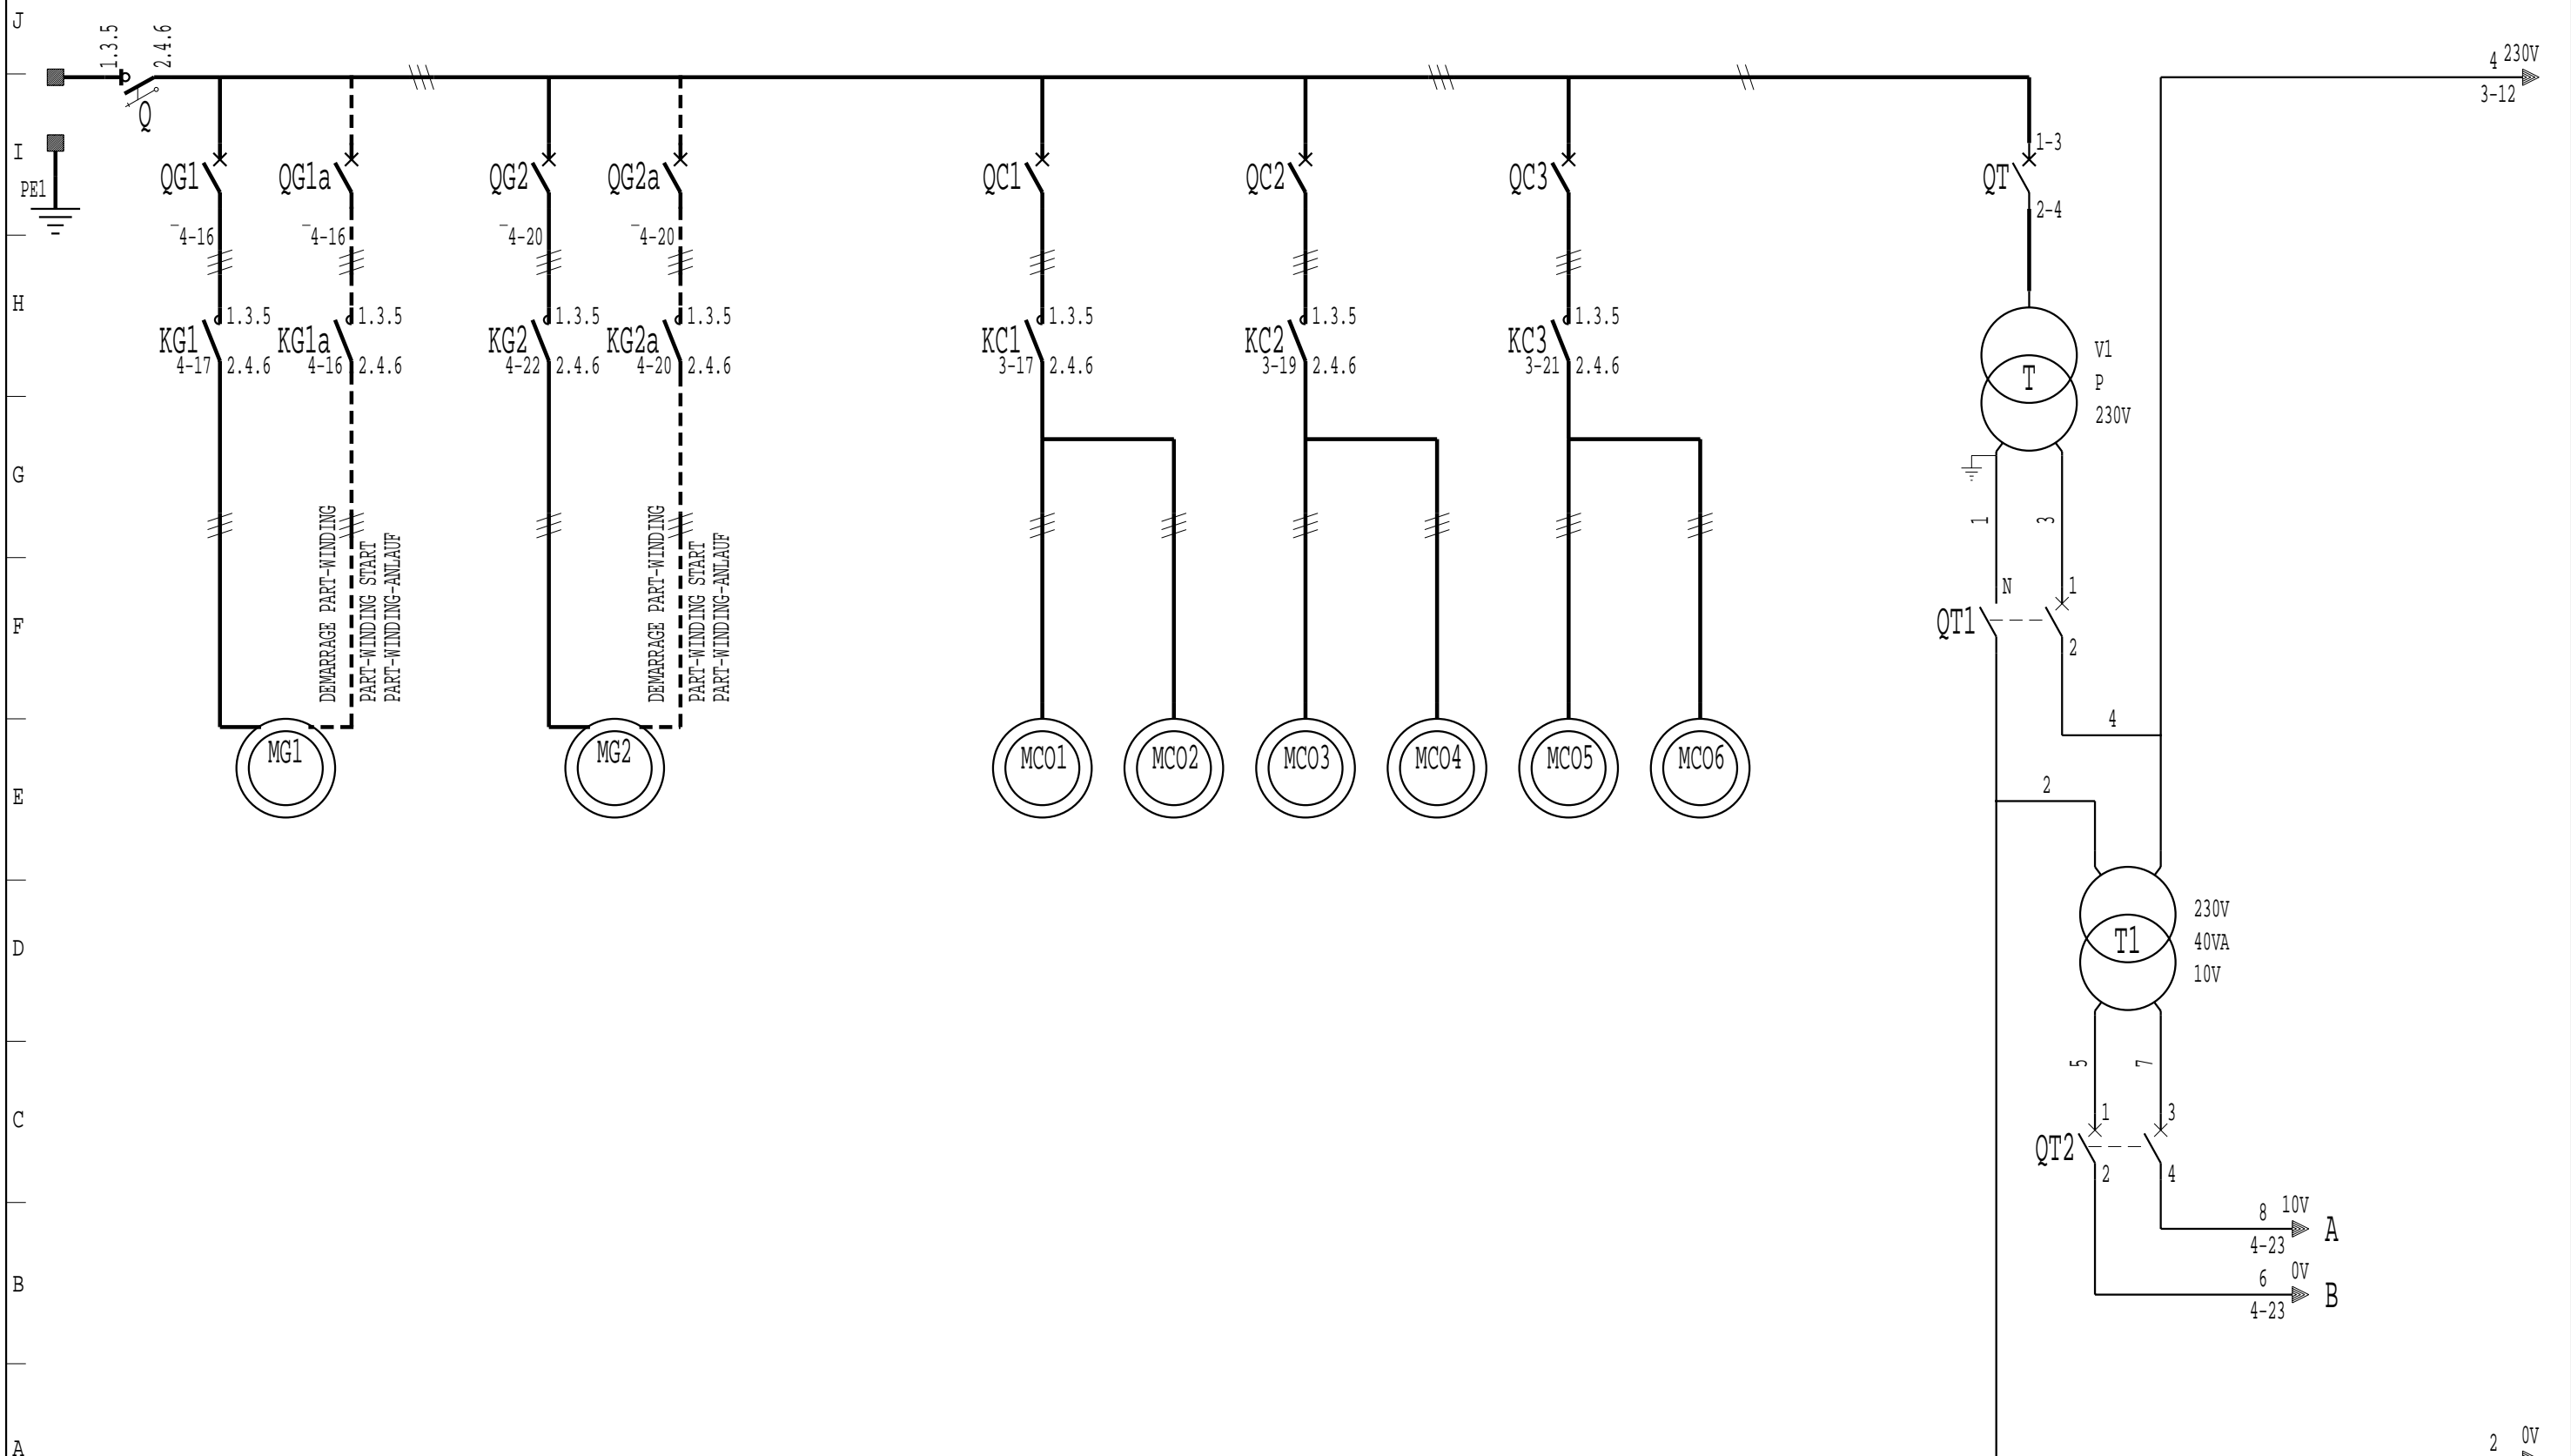 J
1.3.5
2.4.6
4 230V
3-12
Q
I
PE1
QG1
QG1a
QG2
QG2a
QC1
QC2
QC3
QT
1-3
2-4
¯4-16
¯4-16
¯4-20
¯4-20
H
KG1
1.3.5
4-17
2.4.6
KG1a
1.3.5
4-16
2.4.6
KG2
1.3.5
4-22
2.4.6
KG2a
1.3.5
4-20
2.4.6
KC1
1.3.5
3-17
2.4.6
KC2
1.3.5
3-19
2.4.6
KC3
1.3.5
3-21
2.4.6
T
V1
P
230V
G
1
3
DEMARRAGE PART-WINDING
PART-WINDING START
PART-WINDING-ANLAUF
DEMARRAGE PART-WINDING
PART-WINDING START
PART-WINDING-ANLAUF
F
QT1
N
1
2
4
MG1
MG2
MCO1
MCO2
MCO3
MCO4
MCO5
MCO6
E
2
D
T1
230V
40VA
10V
5
7
C
QT2
1
3
2
4
8 10V
4-23
A
B
6 0V
4-23
B
A
2 0V